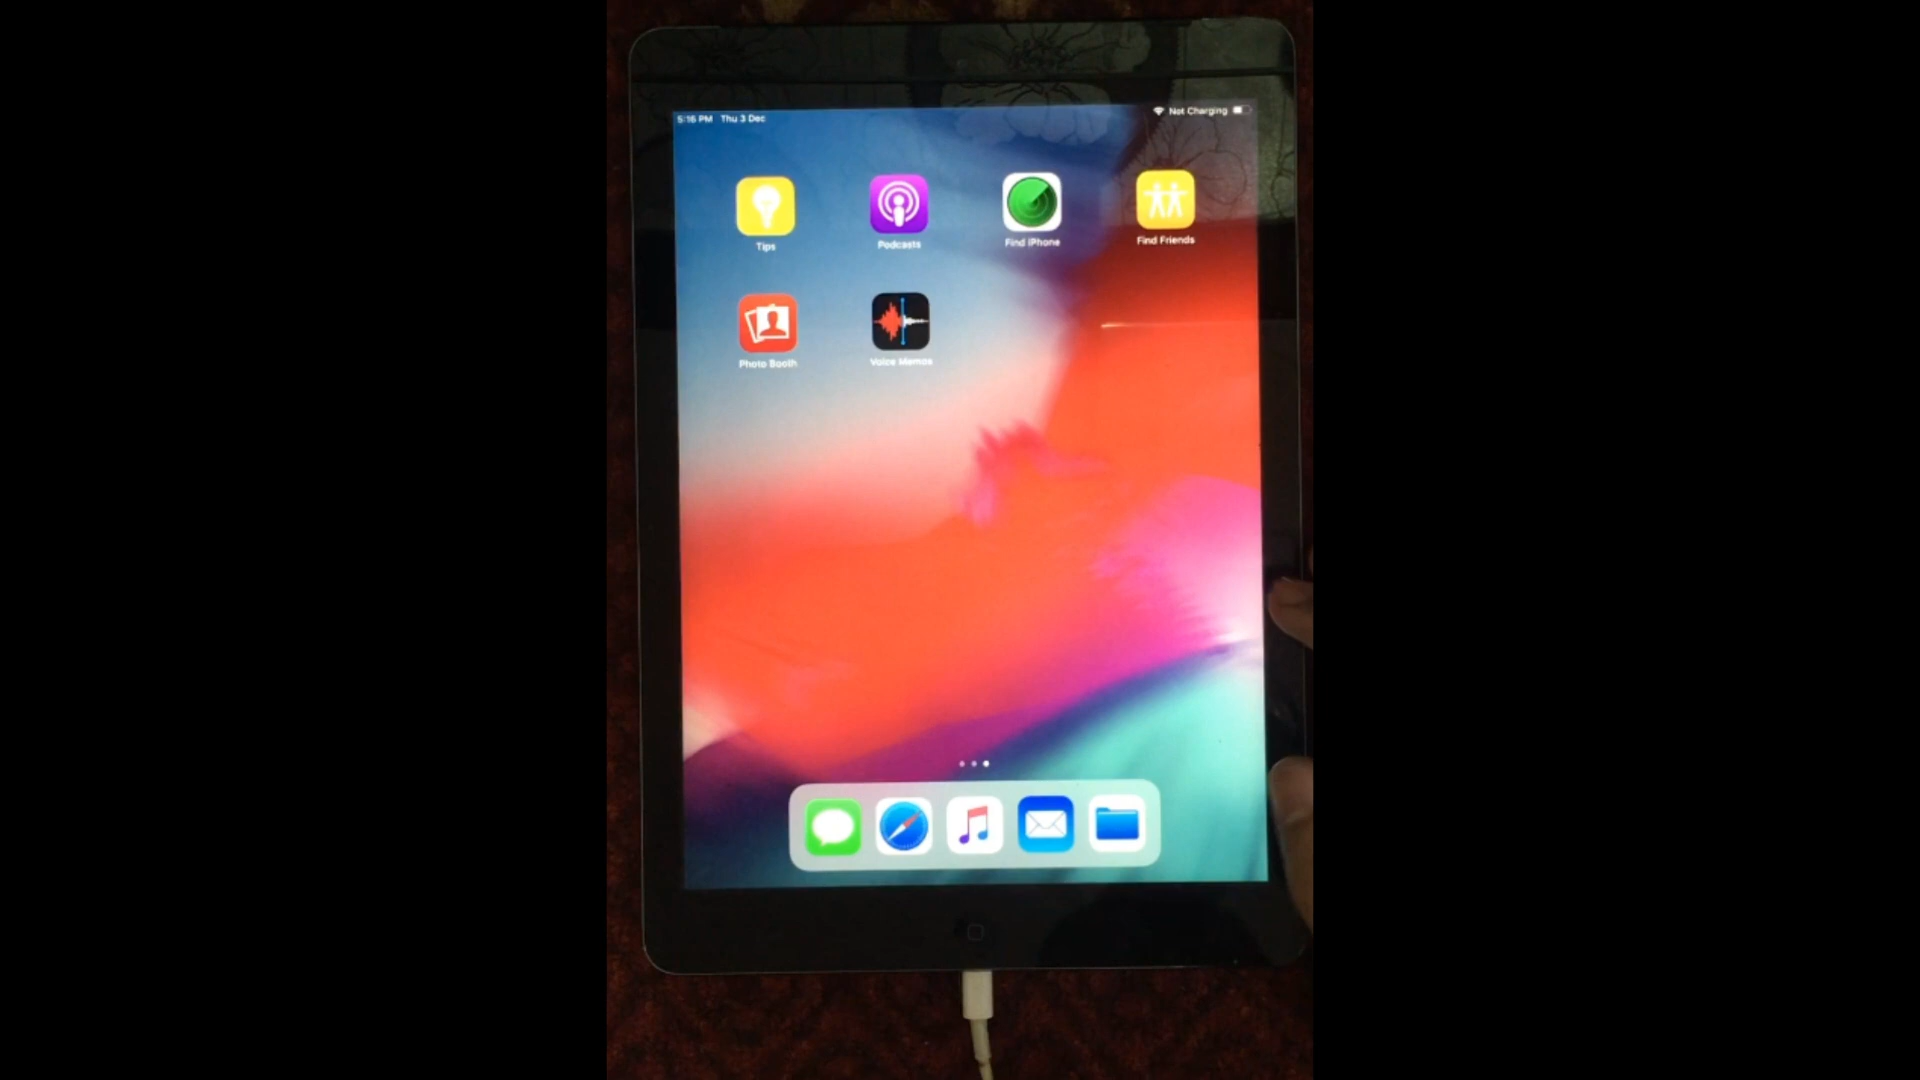 5:16 PM Thu 3 Dec
Not Charging
Tips
Podcasts
Find iPhone
Find Friends
Photo Booth
Voice Memos